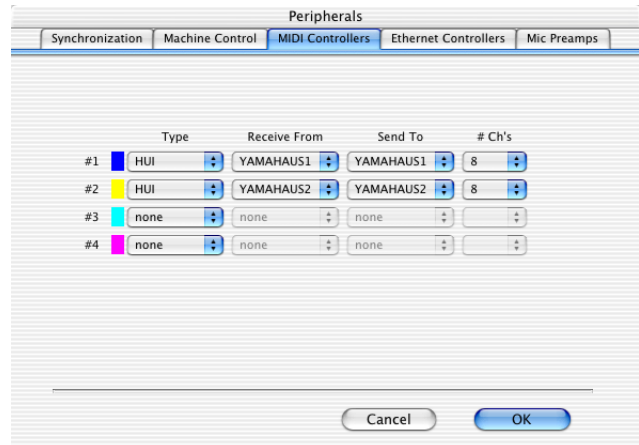 Peripherals
Synchronization Machine Control MIDI Controllers Ethernet Controllers Mic Preamps
Type Receive From Send To # Ch's
#1 HUI YAMAHAUS1 YAMAHAUS1 8
#2 HUI YAMAHAUS2 YAMAHAUS2 8
#3 none none none
#4 none none none
Cancel OK